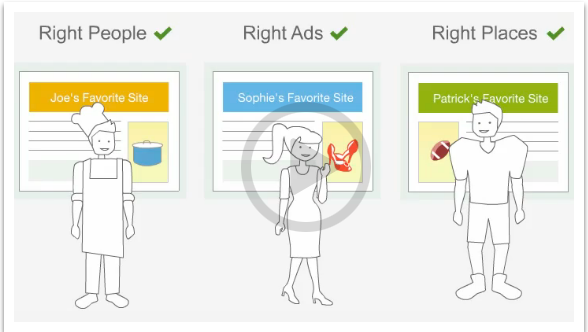 Right People
Right Ads
Right Places
Joe's Favorite Site
Sophie's Favorite Site
Patrick's Favorite Site